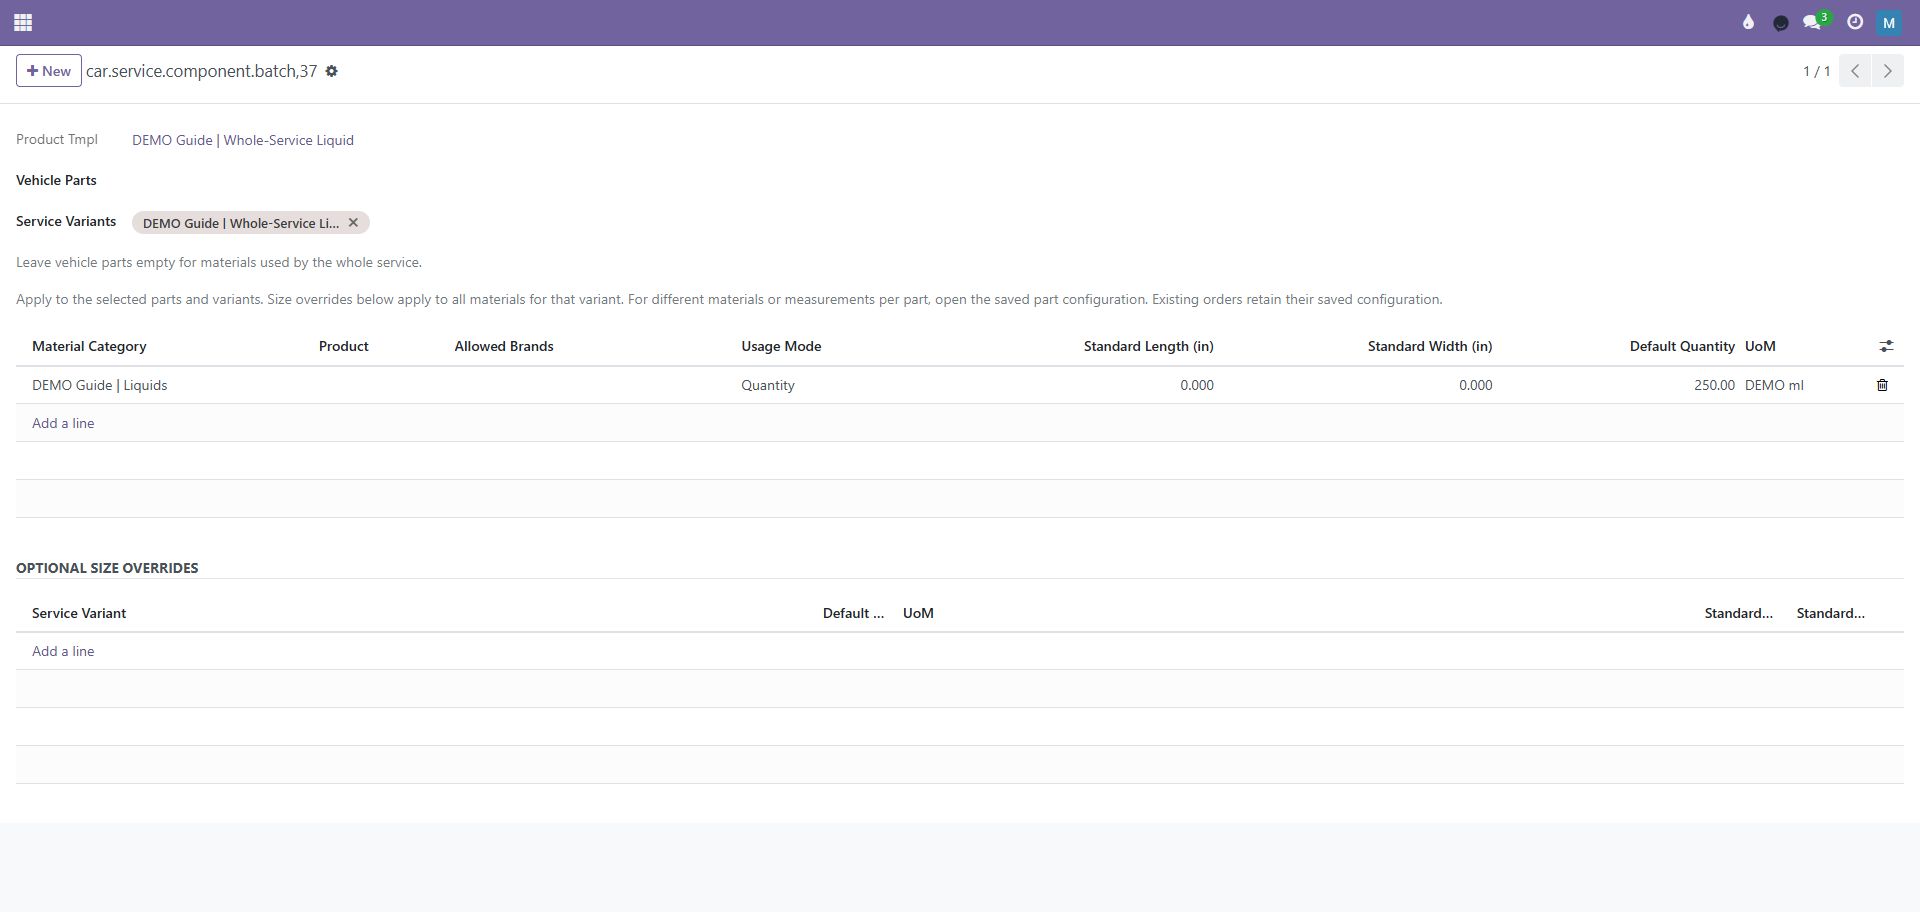 3
M
New
car.service.component.batch,37
1 / 1
Product Tmpl
DEMO Guide | Whole-Service Liquid
Vehicle Parts
Service Variants
DEMO Guide | Whole-Service Li...
Leave vehicle parts empty for materials used by the whole service.
Apply to the selected parts and variants. Size overrides below apply to all materials for that variant. For different materials or measurements per part, open the saved part configuration. Existing orders retain their saved configuration.
Material Category Product Allowed Brands Usage Mode Standard Length (in) Standard Width (in) Default Quantity UoM
DEMO Guide | Liquids Quantity 0.000 0.000 250.00 DEMO ml
Add a line
OPTIONAL SIZE OVERRIDES
Service Variant Default ... UoM Standard... Standard...
Add a line